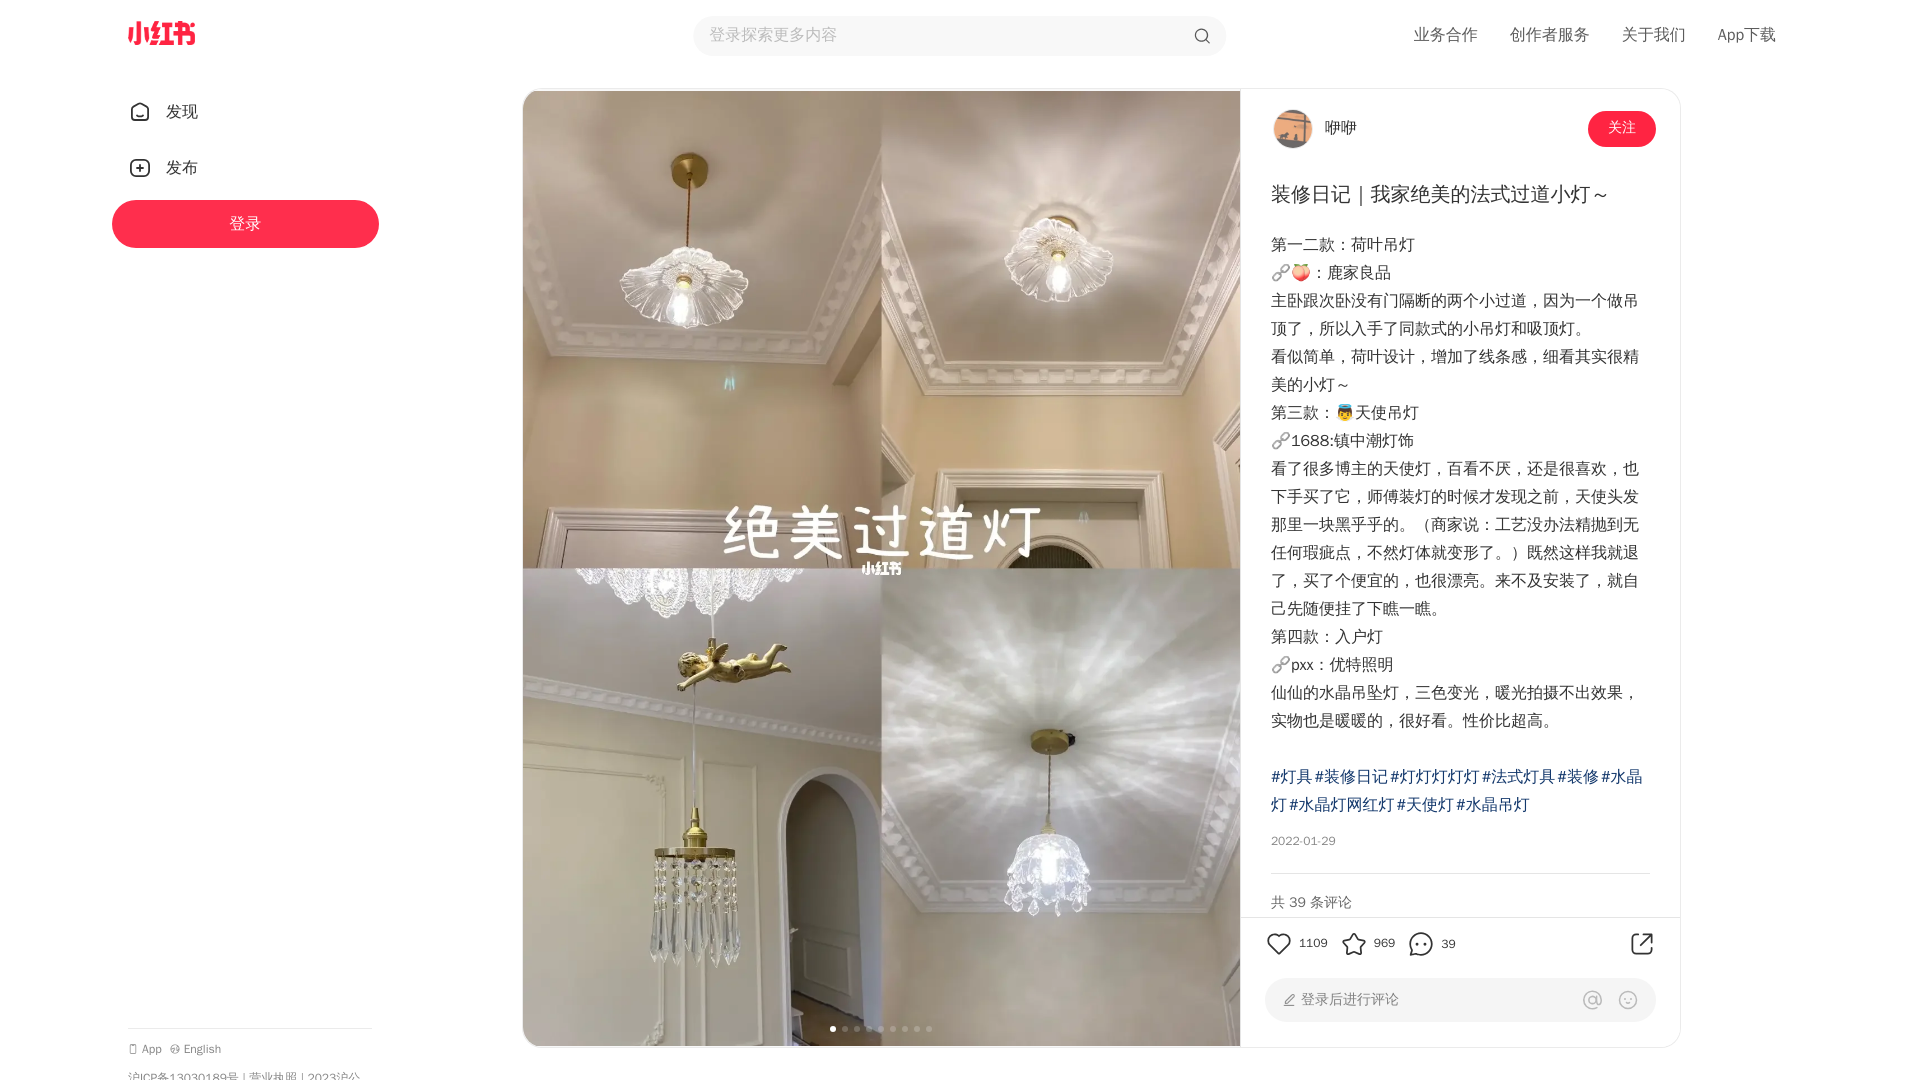 小红书
登录探索更多内容
业务合作
创作者服务
关于我们
App下载
发现
发布
登录
绝美过道灯
小红书
咿咿
关注
装修日记｜我家绝美的法式过道小灯～
第一二款：荷叶吊灯
🔗🍑：鹿家良品
主卧跟次卧没有门隔断的两个小过道，因为一个做吊
顶了，所以入手了同款式的小吊灯和吸顶灯。
看似简单，荷叶设计，增加了线条感，细看其实很精
美的小灯～
第三款：👼天使吊灯
🔗1688:镇中潮灯饰
看了很多博主的天使灯，百看不厌，还是很喜欢，也
下手买了它，师傅装灯的时候才发现之前，天使头发
那里一块黑乎乎的。（商家说：工艺没办法精抛到无
任何瑕疵点，不然灯体就变形了。）既然这样我就退
了，买了个便宜的，也很漂亮。来不及安装了，就自
己先随便挂了下瞧一瞧。
第四款：入户灯
🔗pxx：优特照明
仙仙的水晶吊坠灯，三色变光，暖光拍摄不出效果，
实物也是暖暖的，很好看。性价比超高。
#灯具 #装修日记 #灯灯灯灯灯 #法式灯具 #装修 #水晶
灯 #水晶灯网红灯 #天使灯 #水晶吊灯
2022-01-29
共 39 条评论
1109
969
39
登录后进行评论
App
English
沪ICP备13030189号 | 营业执照 | 2023沪公